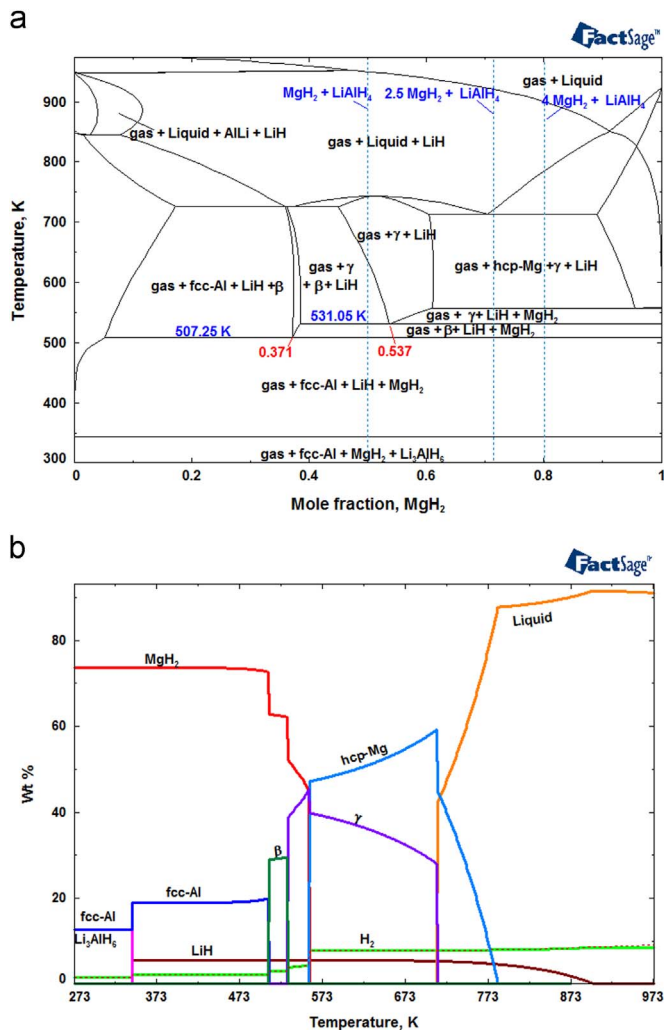 a
FactSage™
gas + Liquid
MgH₂ + LiAlH₄
2.5 MgH₂ + LiAlH₄
4 MgH₂ + LiAlH₄
gas + Liquid + AlLi + LiH
gas + Liquid + LiH
gas +γ + LiH
gas + γ
+ β + LiH
gas + fcc-Al + LiH +β
gas + hcp-Mg +γ + LiH
531.05 K
gas + γ + LiH + MgH₂
507.25 K
gas + β+ LiH + MgH₂
0.371
0.537
gas + fcc-Al + LiH + MgH₂
gas + fcc-Al + MgH₂ + Li₃AlH₆
900
800
700
600
500
400
300
Temperature, K
0
0.2
0.4
0.6
0.8
1
Mole fraction, MgH₂
b
FactSage
Liquid
MgH₂
hcp-Mg
γ
β
fcc-Al
fcc-Al
Li₃AlH₆
LiH
H₂
80
60
40
20
0
Wt %
273
373
473
573
673
773
873
973
Temperature, K